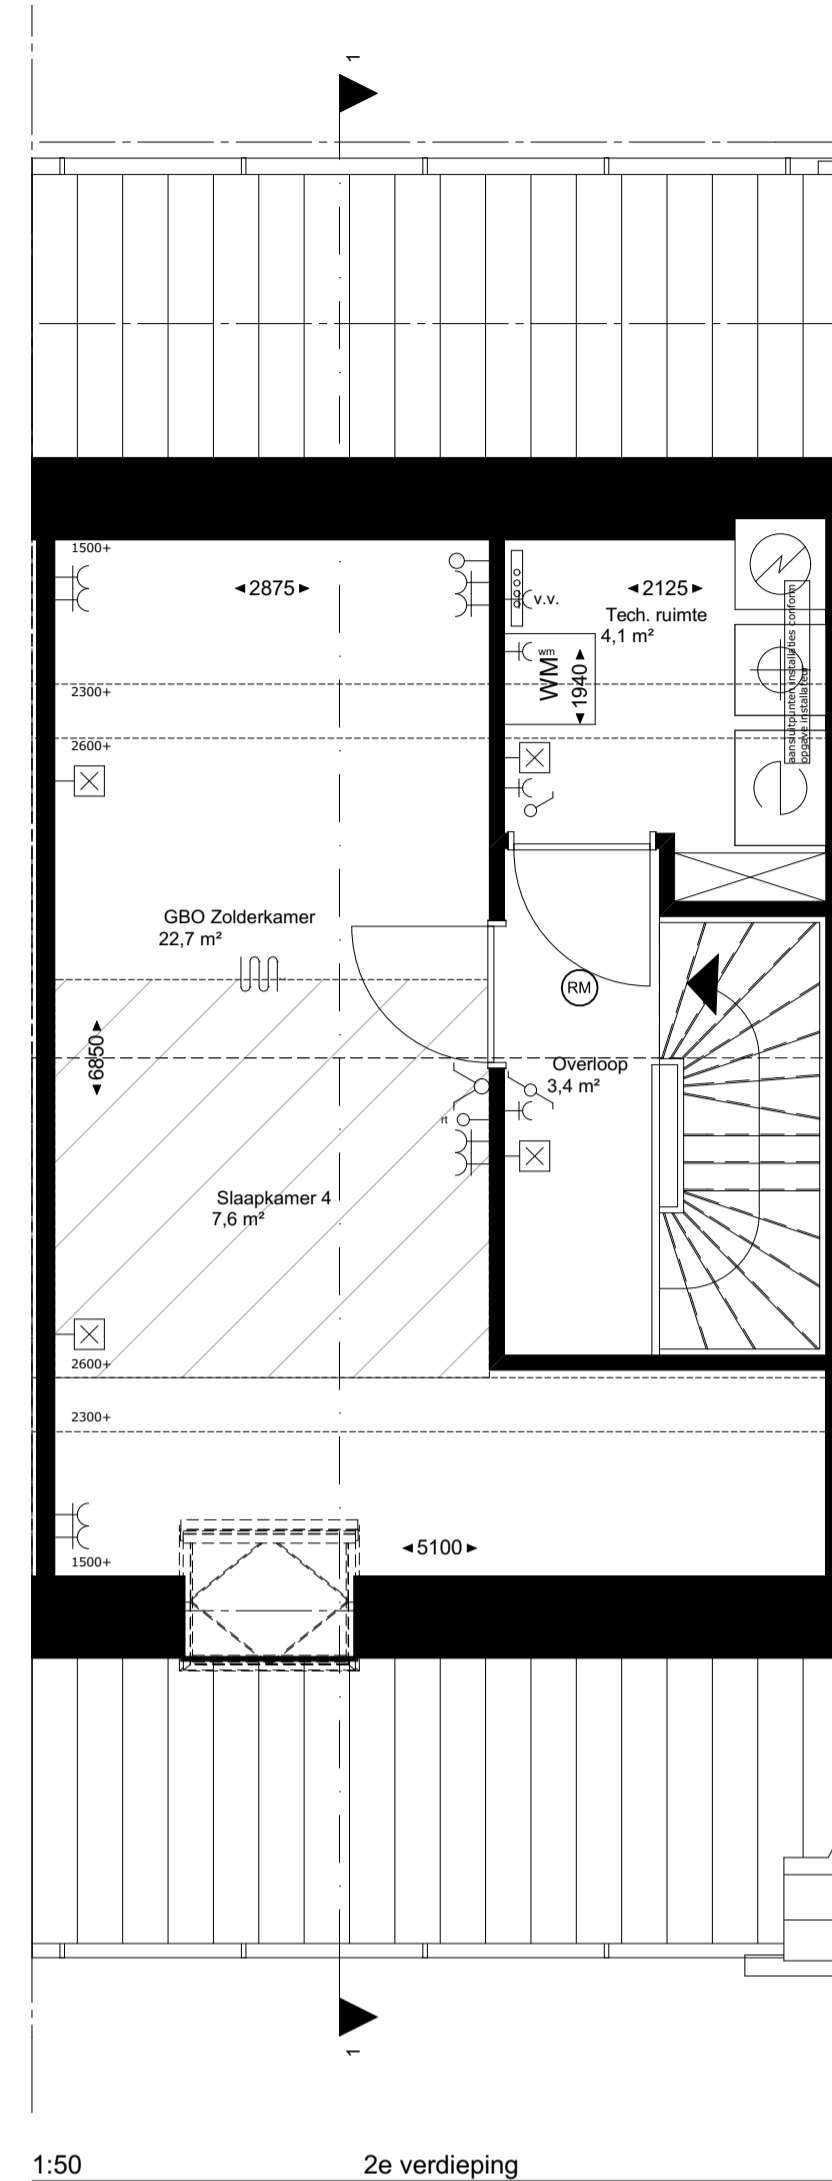 1
1500+
2875
v.v.
2125
Tech. ruimte
4,1 m²
wm
WM
1940
aansluitpunten installaties conform
opgave installateur
2300+
2600+
GBO Zolderkamer
22,7 m²
RM
6850
Overloop
3,4 m²
rt
Slaapkamer 4
7,6 m²
2600+
2300+
5100
1500+
1
1:50
2e verdieping